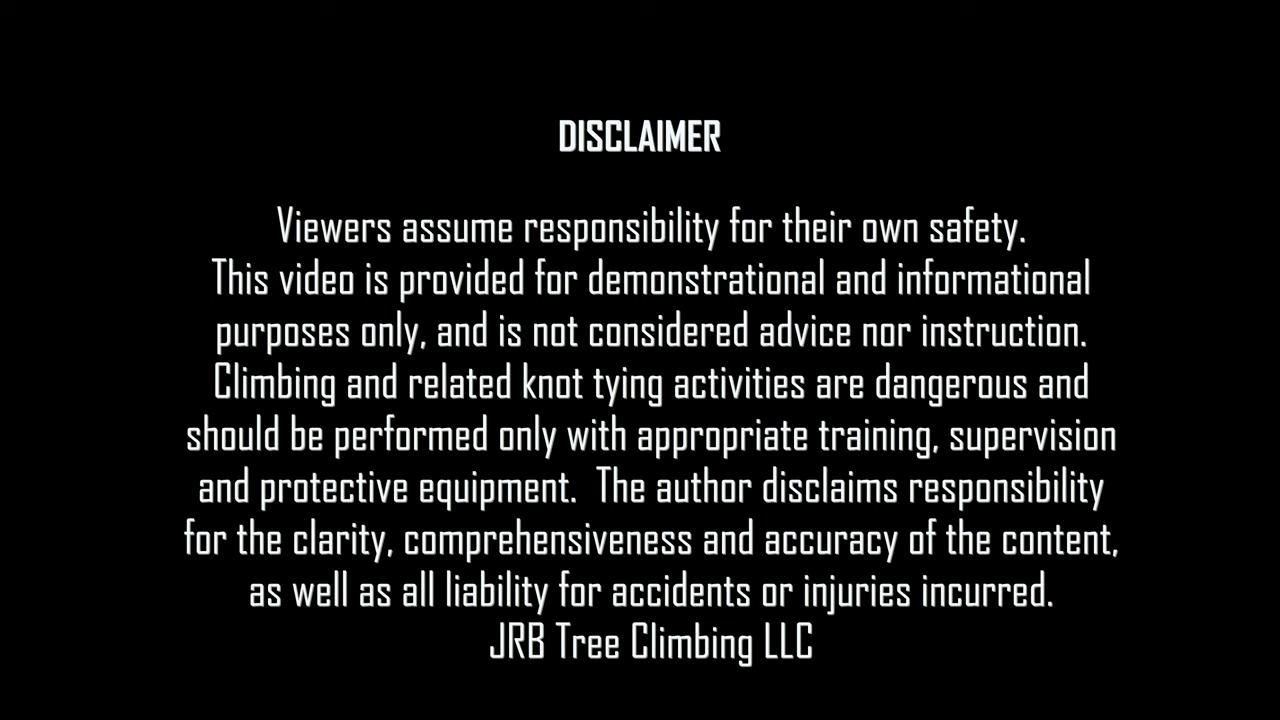 DISCLAIMER
Viewers assume responsibility for their own safety.
This video is provided for demonstrational and informational
purposes only, and is not considered advice nor instruction.
Climbing and related knot tying activities are dangerous and
should be performed only with appropriate training, supervision
and protective equipment.  The author disclaims responsibility
for the clarity, comprehensiveness and accuracy of the content,
as well as all liability for accidents or injuries incurred.
JRB Tree Climbing LLC